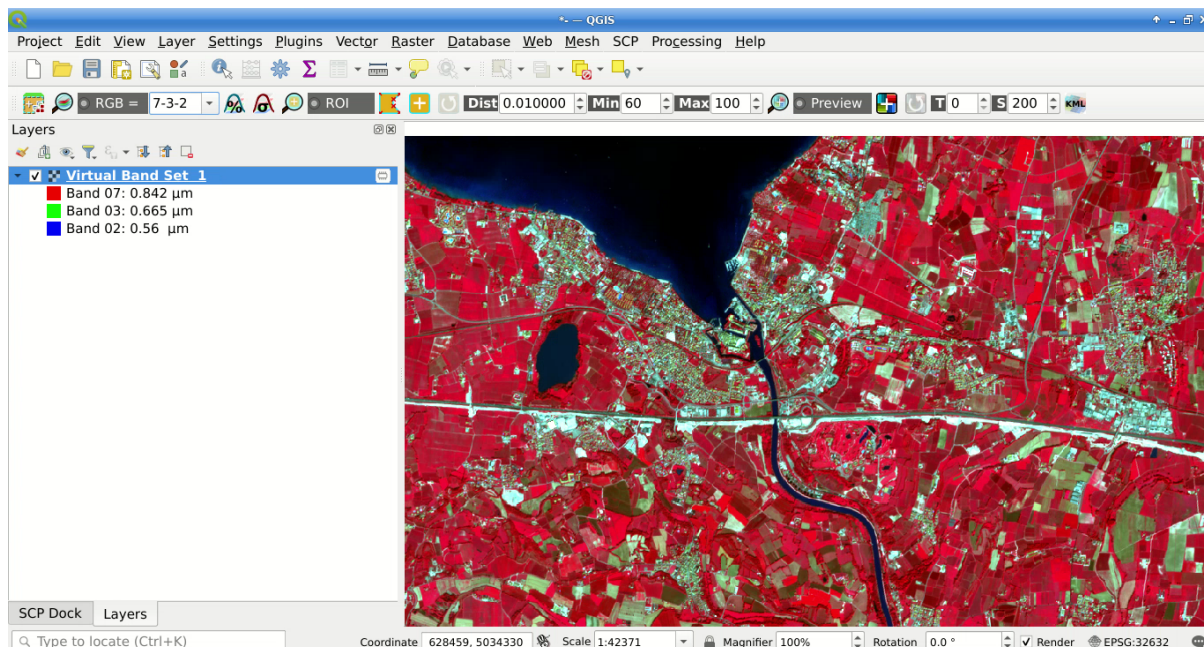 *- — QGIS
Project Edit View Layer Settings Plugins Vector Raster Database Web Mesh SCP Processing Help
RGB = 7-3-2 ROI Dist 0.010000 Min 60 Max 100 Preview T 0 S 200 KML
Layers
Virtual Band Set 1
Band 07: 0.842 µm
Band 03: 0.665 µm
Band 02: 0.56 µm
SCP Dock Layers
Type to locate (Ctrl+K) Coordinate 628459, 5034330 Scale 1:42371 Magnifier 100% Rotation 0.0 ° Render EPSG:32632